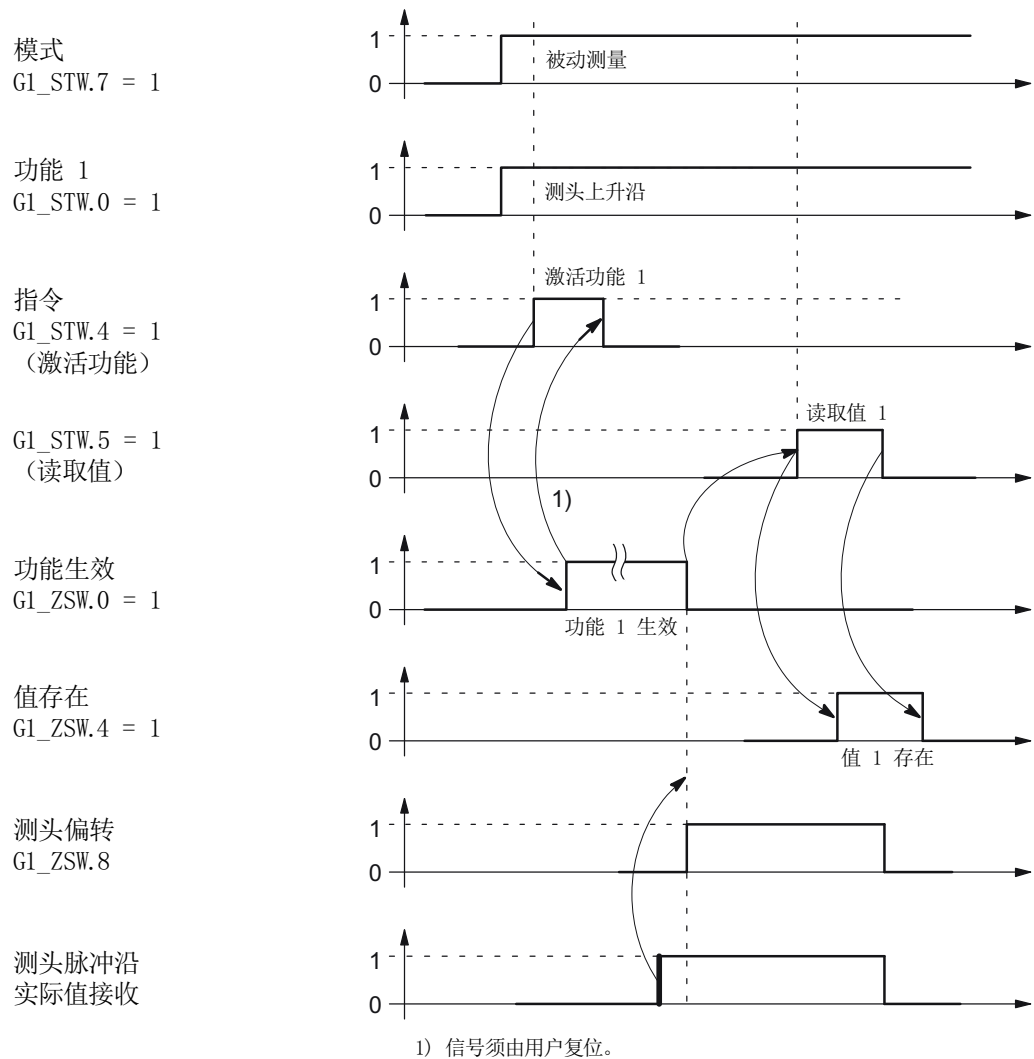 模式
G1_STW.7 = 1
1
0
被动测量
功能 1
G1_STW.0 = 1
1
0
测头上升沿
指令
G1_STW.4 = 1
（激活功能）
1
0
激活功能 1
G1_STW.5 = 1
（读取值）
1
0
读取值 1
1)
功能生效
G1_ZSW.0 = 1
1
0
功能 1 生效
值存在
G1_ZSW.4 = 1
1
0
值 1 存在
测头偏转
G1_ZSW.8
1
0
测头脉冲沿
实际值接收
1
0
1) 信号须由用户复位。